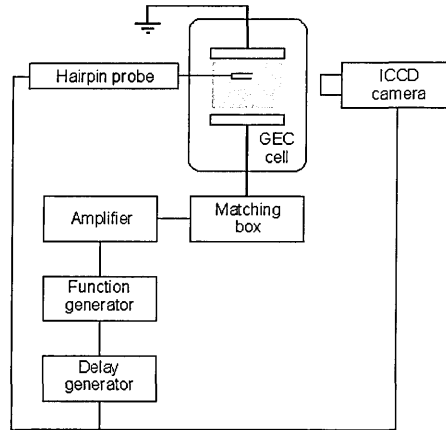 Hairpin probe
ICCD
camera
GEC
cell
Amplifier
Matching
box
Function
generator
Delay
generator